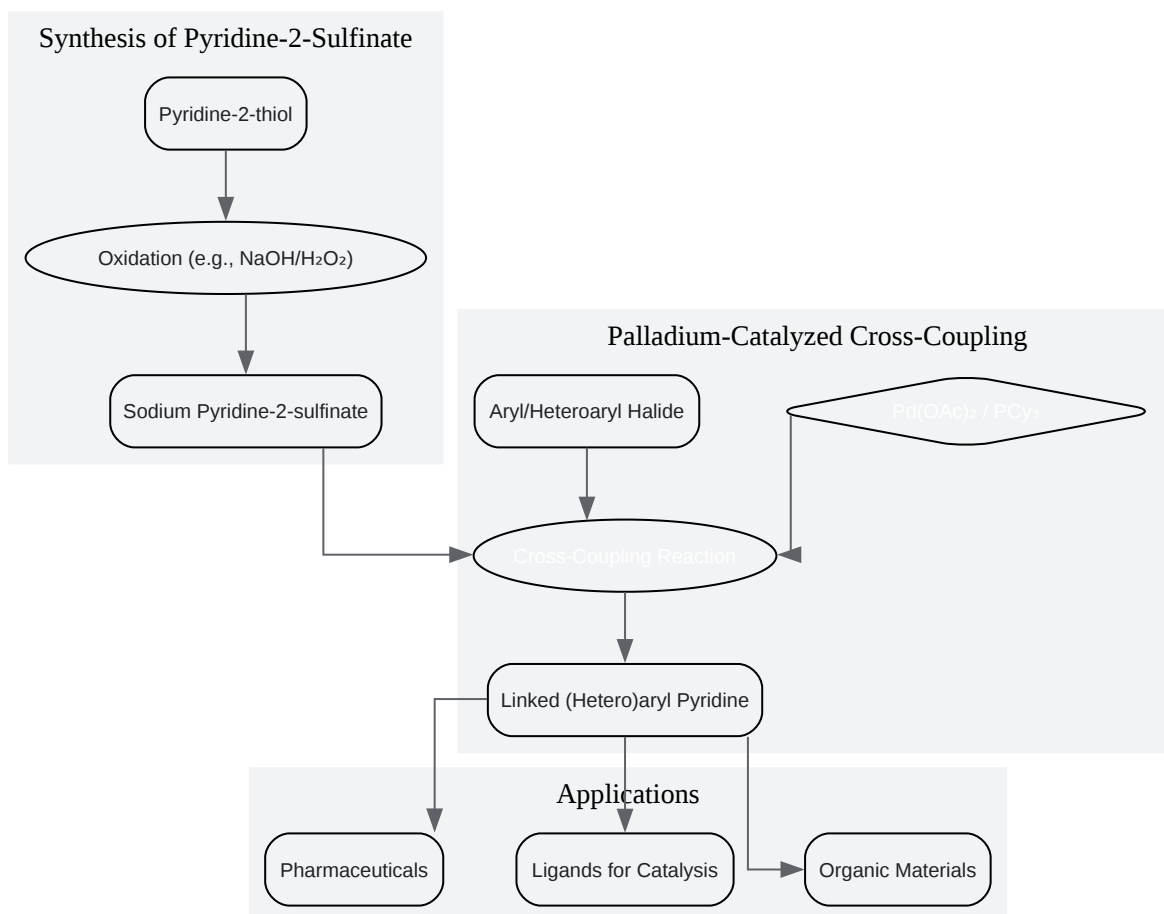 Synthesis of Pyridine-2-Sulfinate
Pyridine-2-thiol
Oxidation (e.g., NaOH/H₂O₂)
Sodium Pyridine-2-sulfinate
Palladium-Catalyzed Cross-Coupling
Aryl/Heteroaryl Halide
Pd(OAc)₂ / PCy₃
Cross-Coupling Reaction
Linked (Hetero)aryl Pyridine
Applications
Pharmaceuticals
Ligands for Catalysis
Organic Materials